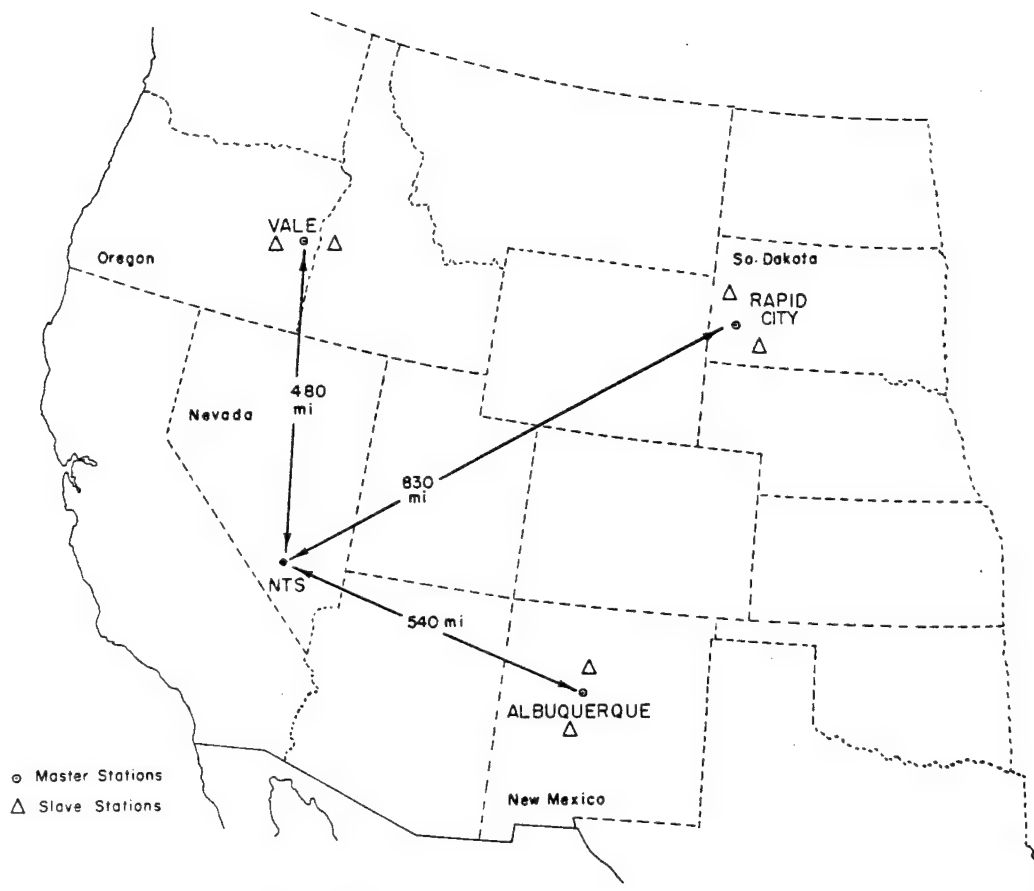 VALE
Oregon
So. Dakota
RAPID
CITY
480
mi
Nevada
830
mi
NTS
540 mi
ALBUQUERQUE
New Mexico
Master Stations
Slave Stations